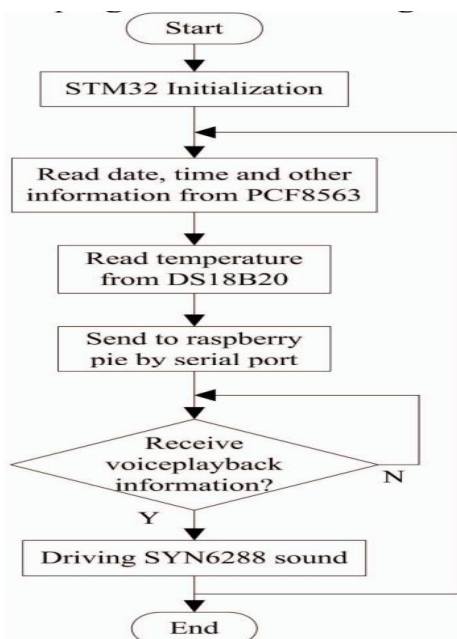 Start
STM32 Initialization
Read date, time and other
information from PCF8563
Read temperature
from DS18B20
Send to raspberry
pie by serial port
Receive
voiceplayback
information?
N
Y
Driving SYN6288 sound
End